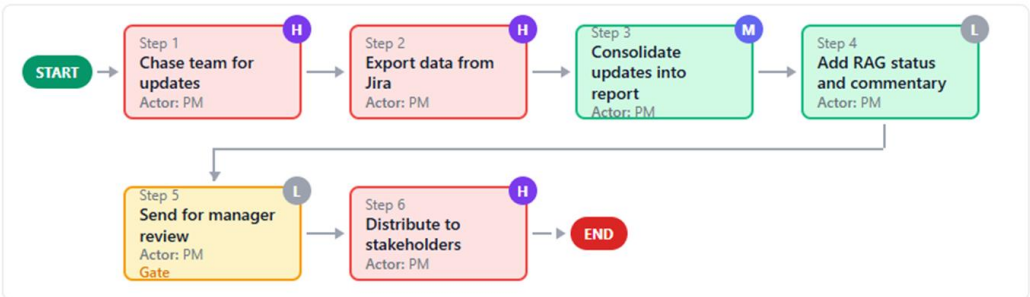 START
H
Step 1
Chase team for
updates
Actor: PM
H
Step 2
Export data from
Jira
Actor: PM
M
Step 3
Consolidate
updates into
report
Actor: PM
L
Step 4
Add RAG status
and commentary
Actor: PM
L
Step 5
Send for manager
review
Actor: PM
Gate
H
Step 6
Distribute to
stakeholders
Actor: PM
END